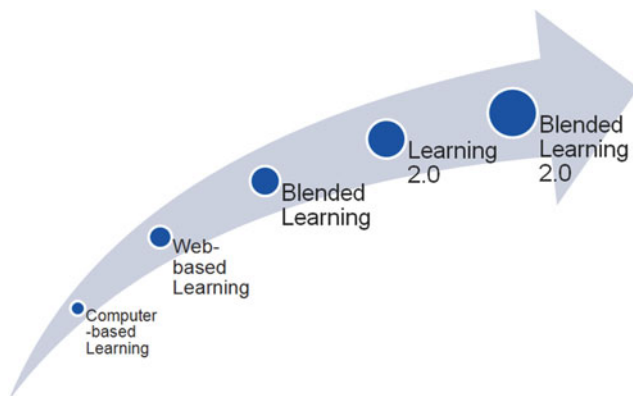 Computer
-based
Learning
Web-
based
Learning
Blended
Learning
Learning
2.0
Blended
Learning
2.0